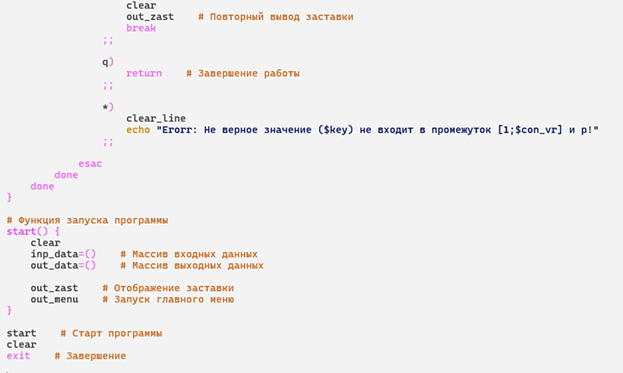 clear
out_zast    # Повторный вывод заставки
break
;;
q)
return    # Завершение работы
;;
*)
clear_line
echo "Erorr: Не верное значение ($key) не входит в промежуток [1;$con_vr] и р!"
;;
esac
done
done
}
# Функция запуска программы
start() {
clear
inp_data=()    # Массив входных данных
out_data=()    # Массив выходных данных
out_zast    # Отображение заставки
out_menu    # Запуск главного меню
}
start    # Старт программы
clear
exit    # Завершение